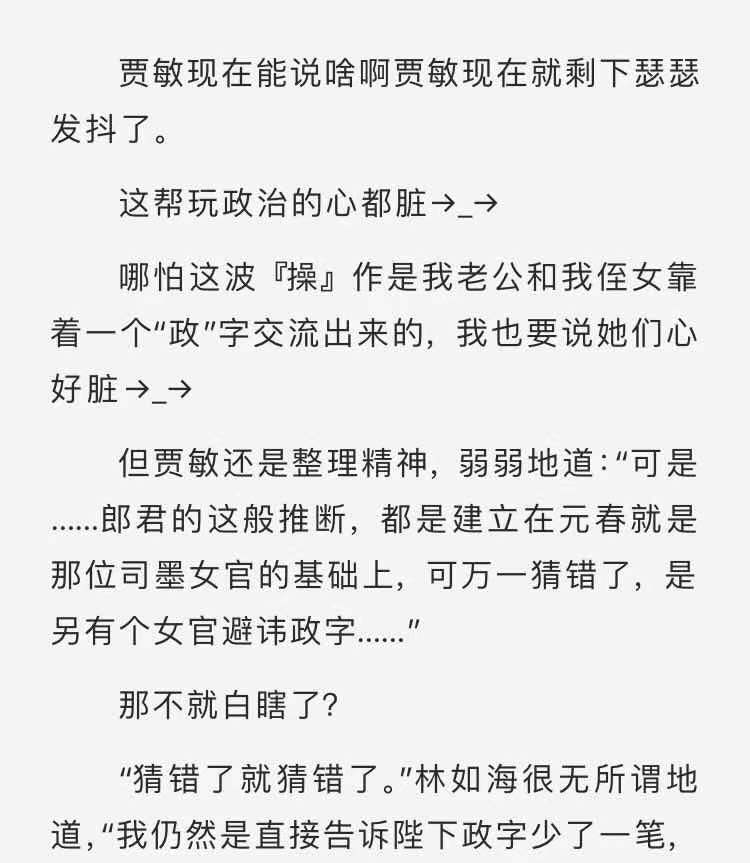 贾敏现在能说啥啊贾敏现在就剩下瑟瑟
发抖了。
这帮玩政治的心都脏→_→
哪怕这波『操』作是我老公和我侄女靠
着一个“政”字交流出来的，我也要说她们心
好脏→_→
但贾敏还是整理精神，弱弱地道：“可是
……郎君的这般推断，都是建立在元春就是
那位司墨女官的基础上，可万一猜错了，是
另有个女官避讳政字……”
那不就白瞎了？
“猜错了就猜错了。”林如海很无所谓地
道，“我仍然是直接告诉陛下政字少了一笔，